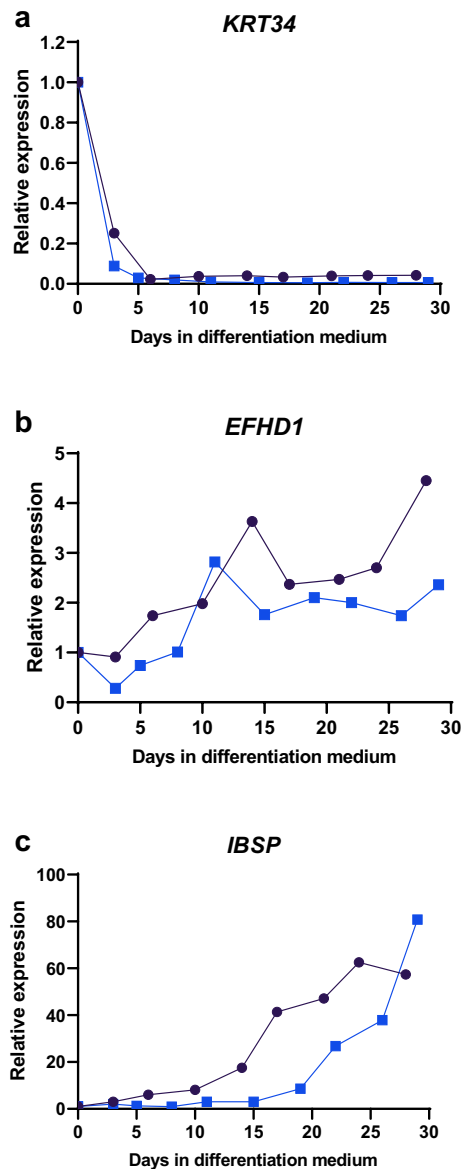 a
KRT34
Relative expression
1.2
1.0
0.8
0.6
0.4
0.2
0.0
0 5 10 15 20 25 30
Days in differentiation medium
b
EFHD1
Relative expression
5
4
3
2
1
0
0 5 10 15 20 25 30
Days in differentiation medium
c
IBSP
Relative expression
100
80
60
40
20
0
0 5 10 15 20 25 30
Days in differentiation medium